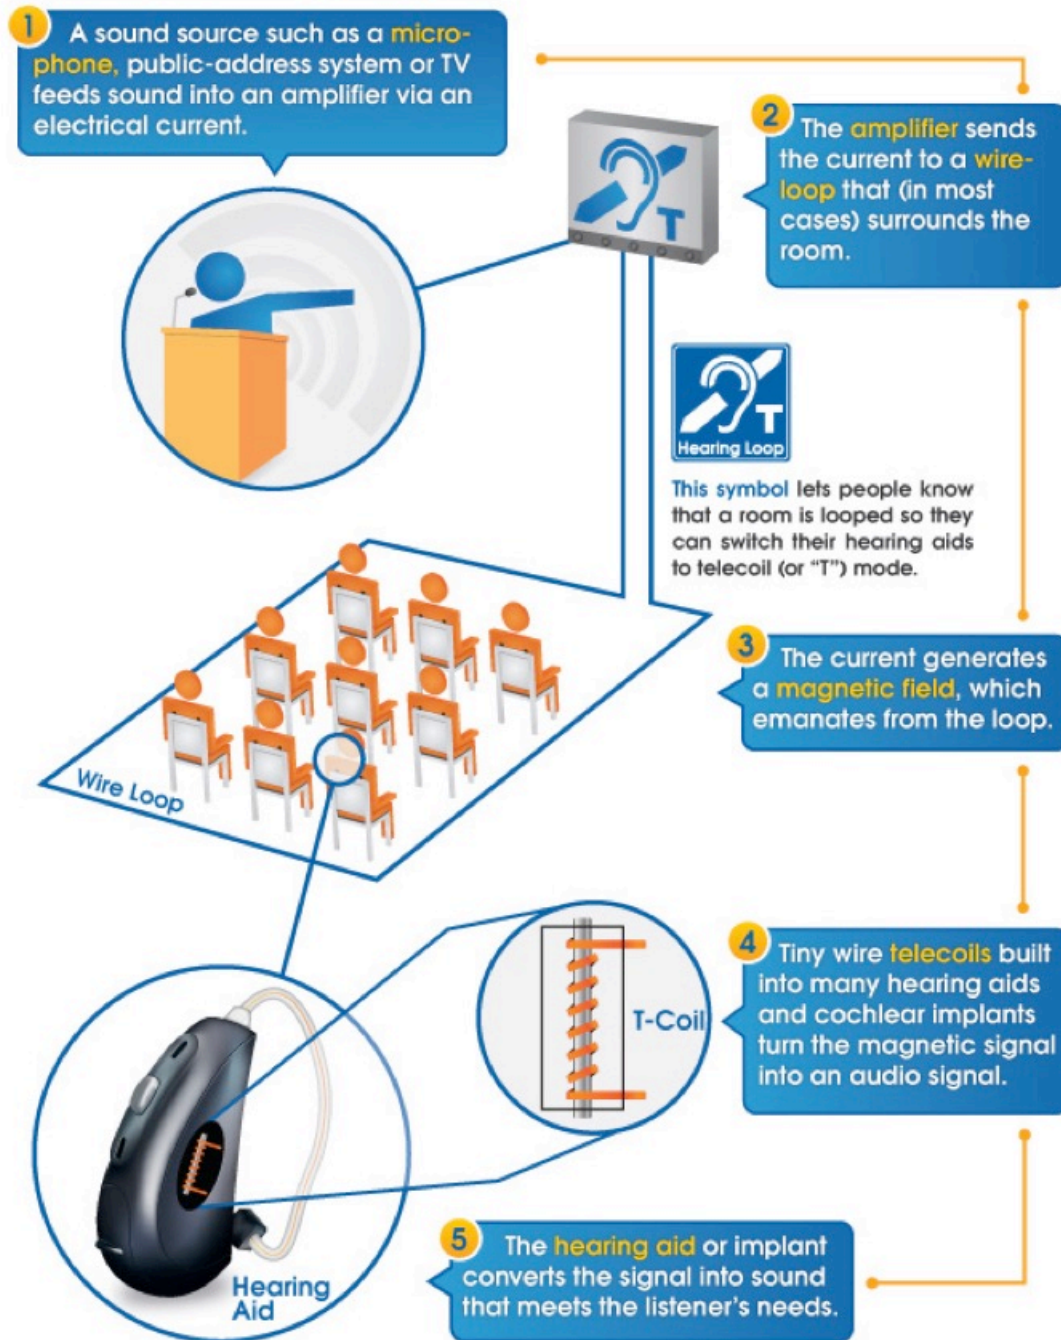 1
A sound source such as a micro-
phone, public-address system or TV
feeds sound into an amplifier via an
electrical current.
2
The amplifier sends
the current to a wire-
loop that (in most
cases) surrounds the
room.
T
T
Hearing Loop
This symbol lets people know
that a room is looped so they
can switch their hearing aids
to telecoil (or “T”) mode.
3
The current generates
a magnetic field, which
emanates from the loop.
Wire Loop
4
Tiny wire telecoils built
into many hearing aids
and cochlear implants
turn the magnetic signal
into an audio signal.
T-Coil
5
The hearing aid or implant
converts the signal into sound
that meets the listener’s needs.
Hearing
Aid